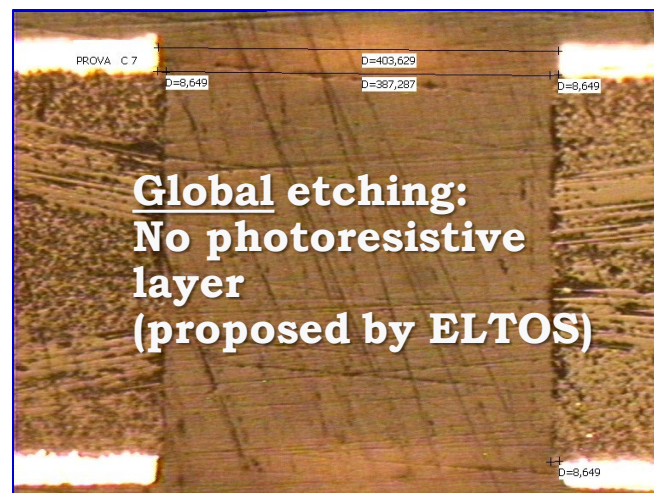 PROVA C 7
D=403,629
D=8,649
D=387,287
D=8,649
Global etching:
No photoresistive
layer
(proposed by ELTOS)
D=8,649